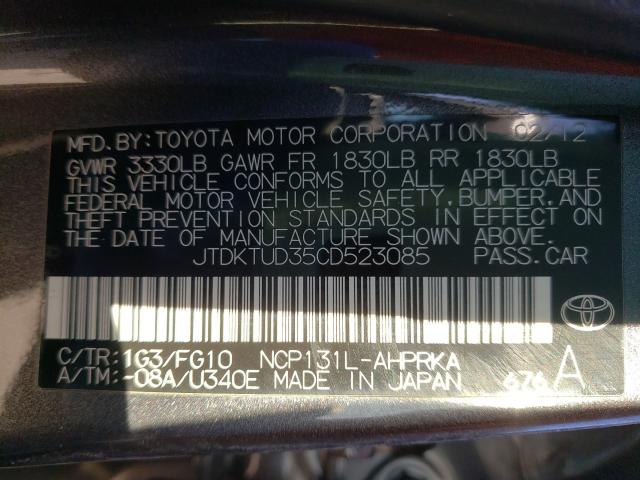 MFD. BY: TOYOTA MOTOR CORPORATION 02/12
GVWR 3330LB GAWR FR 1830LB RR 1830LB
THIS VEHICLE CONFORMS TO ALL APPLICABLE
FEDERAL MOTOR VEHICLE SAFETY, BUMPER, AND
THEFT PREVENTION STANDARDS IN EFFECT ON
THE DATE OF MANUFACTURE SHOWN ABOVE.
JTDKTUD35CD523085 PASS.CAR
C/TR: 1G3/FG10 NCP131L-AHPRKA
A/TM: -08A/U340E MADE IN JAPAN 676 A